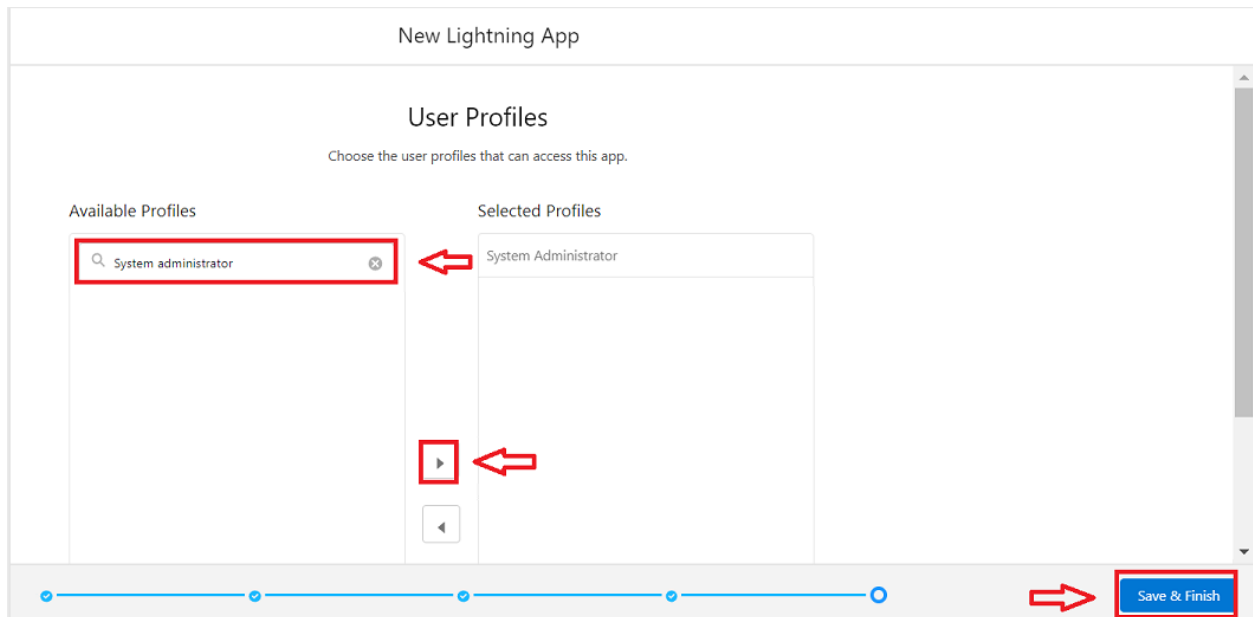 New Lightning App
User Profiles
Choose the user profiles that can access this app.
Available Profiles
Selected Profiles
System administrator
System Administrator
Save & Finish